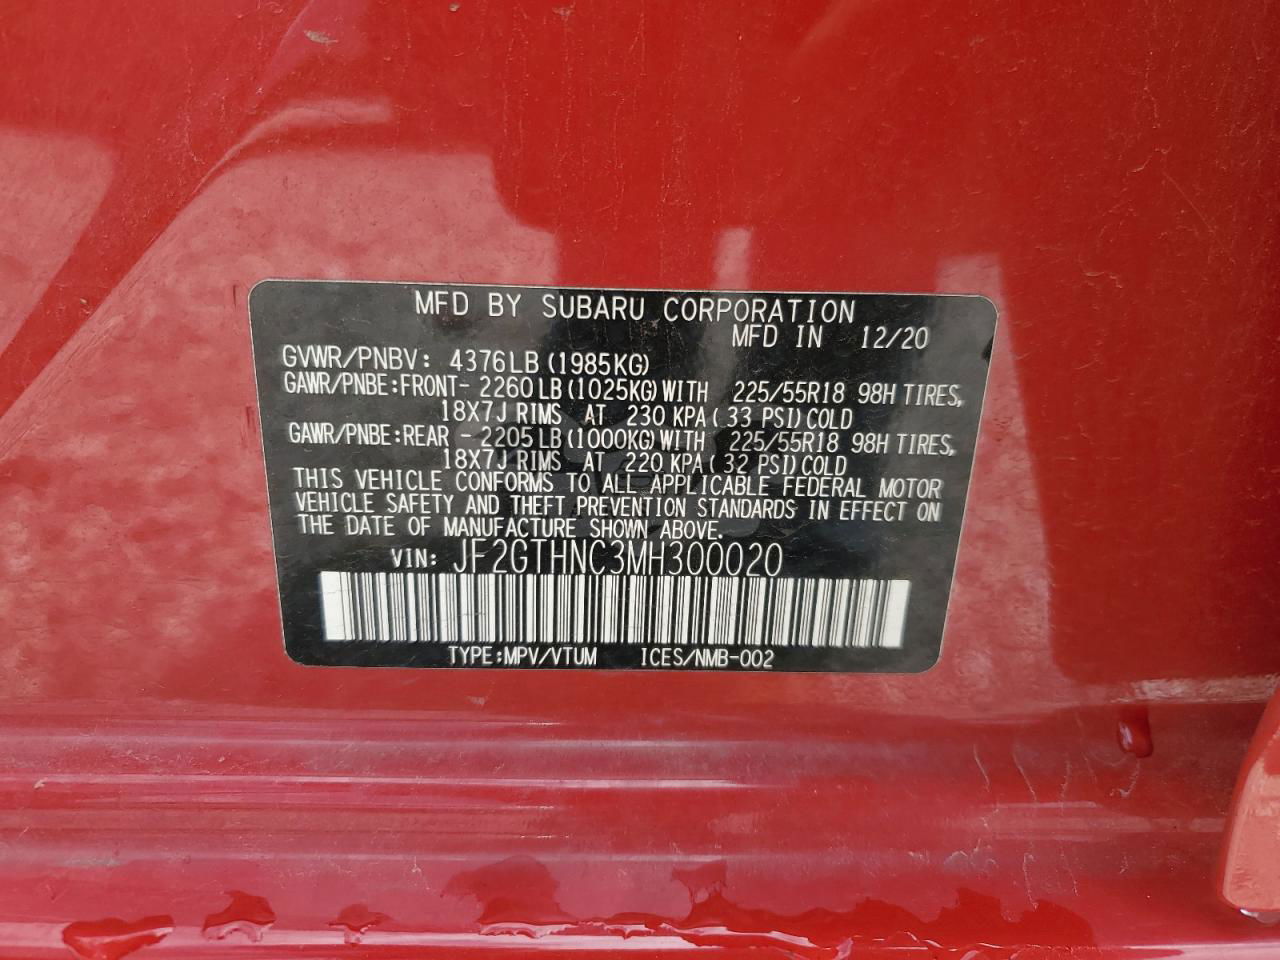 MFD BY SUBARU CORPORATION
MFD IN 12/20
GVWR/PNBV: 4376LB (1985KG)
GAWR/PNBE:FRONT- 2260LB (1025KG) WITH 225/55R18 98H TIRES,
18X7J RIMS AT 230 KPA( 33 PSI) COLD
GAWR/PNBE:REAR - 2205LB (1000KG) WITH 225/55R18 98H TIRES,
18X7J RIMS AT 220 KPA( 32 PSI) COLD
THIS VEHICLE CONFORMS TO ALL APPLICABLE FEDERAL MOTOR
VEHICLE SAFETY AND THEFT PREVENTION STANDARDS IN EFFECT ON
THE DATE OF MANUFACTURE SHOWN ABOVE.
VIN: JF2GTHNC3MH300020
TYPE:MPV/VTUM ICES/NMB-002